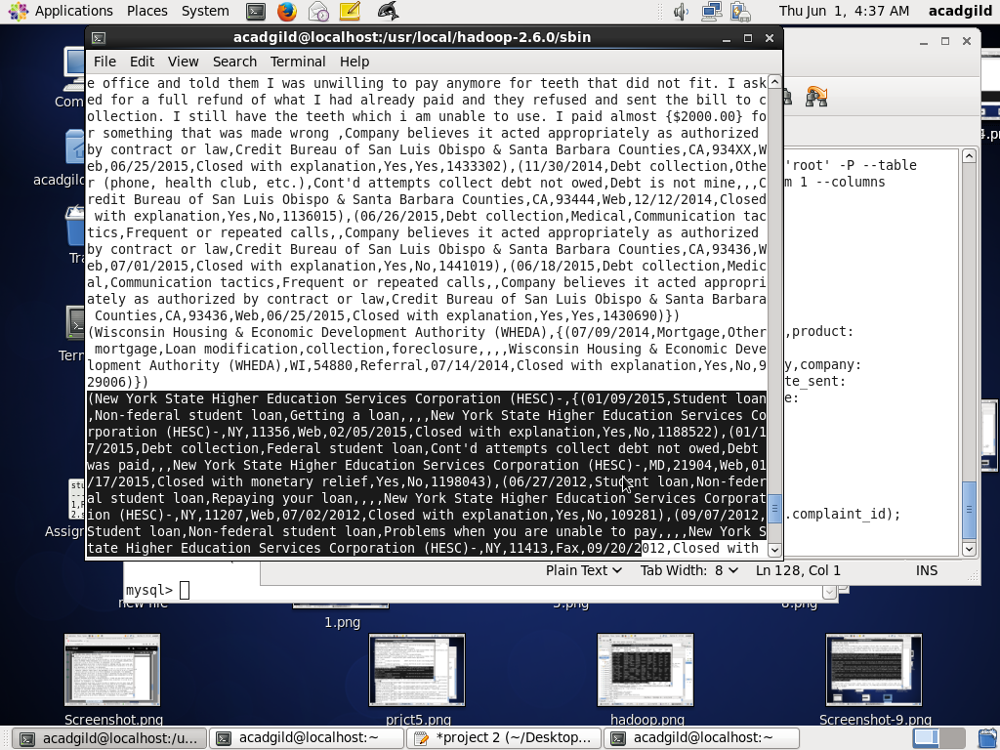 Applications Places System
Thu Jun 1, 4:37 AM acadgild
acadgild@localhost:/usr/local/hadoop-2.6.0/sbin
File Edit View Search Terminal Help
e office and told them I was unwilling to pay anymore for teeth that did not fit. I ask
ed for a full refund of what I had already paid and they refused and sent the bill to c
ollection. I still have the teeth which i am unable to use. I paid almost {$2000.00} fo
r something that was made wrong ,Company believes it acted appropriately as authorized
by contract or law,Credit Bureau of San Luis Obispo & Santa Barbara Counties,CA,934XX,W
eb,06/25/2015,Closed with explanation,Yes,Yes,1433302),(11/30/2014,Debt collection,Othe
r (phone, health club, etc.),Cont'd attempts collect debt not owed,Debt is not mine,,,C
redit Bureau of San Luis Obispo & Santa Barbara Counties,CA,93444,Web,12/12/2014,Closed
with explanation,Yes,No,1136015),(06/26/2015,Debt collection,Medical,Communication tac
tics,Frequent or repeated calls,,Company believes it acted appropriately as authorized
by contract or law,Credit Bureau of San Luis Obispo & Santa Barbara Counties,CA,93436,W
eb,07/01/2015,Closed with explanation,Yes,No,1441019),(06/18/2015,Debt collection,Medic
al,Communication tactics,Frequent or repeated calls,,Company believes it acted appropri
ately as authorized by contract or law,Credit Bureau of San Luis Obispo & Santa Barbara
Counties,CA,93436,Web,06/25/2015,Closed with explanation,Yes,Yes,1430690)})
(Wisconsin Housing & Economic Development Authority (WHEDA),{(07/09/2014,Mortgage,Other
mortgage,Loan modification,collection,foreclosure,,,,Wisconsin Housing & Economic Deve
lopment Authority (WHEDA),WI,54880,Referral,07/14/2014,Closed with explanation,Yes,No,9
29006)})
(New York State Higher Education Services Corporation (HESC)-,{(01/09/2015,Student loan
,Non-federal student loan,Getting a loan,,,,New York State Higher Education Services Co
rporation (HESC)-,NY,11356,Web,02/05/2015,Closed with explanation,Yes,No,1188522),(01/1
7/2015,Debt collection,Federal student loan,Cont'd attempts collect debt not owed,Debt
was paid,,,New York State Higher Education Services Corporation (HESC)-,MD,21904,Web,01
/17/2015,Closed with monetary relief,Yes,No,1198043),(06/27/2012,Student loan,Non-feder
al student loan,Repaying your loan,,,,New York State Higher Education Services Corporat
ion (HESC)-,NY,11207,Web,07/02/2012,Closed with explanation,Yes,No,109281),(09/07/2012,
Student loan,Non-federal student loan,Problems when you are unable to pay,,,,New York S
tate Higher Education Services Corporation (HESC)-,NY,11413,Fax,09/20/2012,Closed with
'root' -P --table
m 1 --columns
,product:
y,company:
te_sent:
e:
.complaint_id);
Plain Text Tab Width: 8 Ln 128, Col 1 INS
mysql>
Com
acadgild
Tra
Tern
Assign
1.png
Screenshot.png
prjct5.png
hadoop.png
Screenshot-9.png
acadgild@localhost:/u...
acadgild@localhost:~
*project 2 (~/Desktop...
acadgild@localhost:~